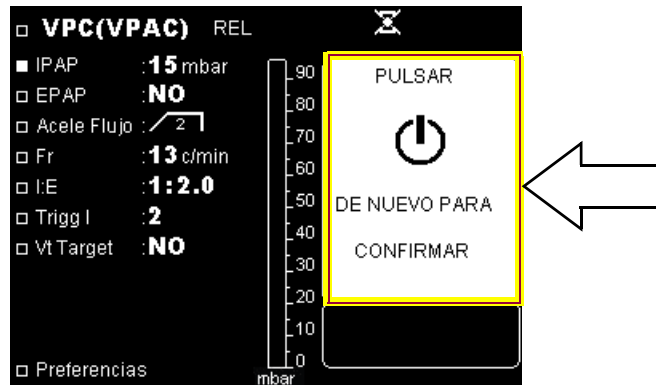 VPC(VPAC) REL
IPAP :15 mbar
EPAP :NO
Acele Flujo : 2
Fr :13 c/min
I:E :1:2.0
Trigg I :2
Vt Target :NO
Preferencias
90
80
70
60
50
40
30
20
10
0
mbar
PULSAR
DE NUEVO PARA
CONFIRMAR